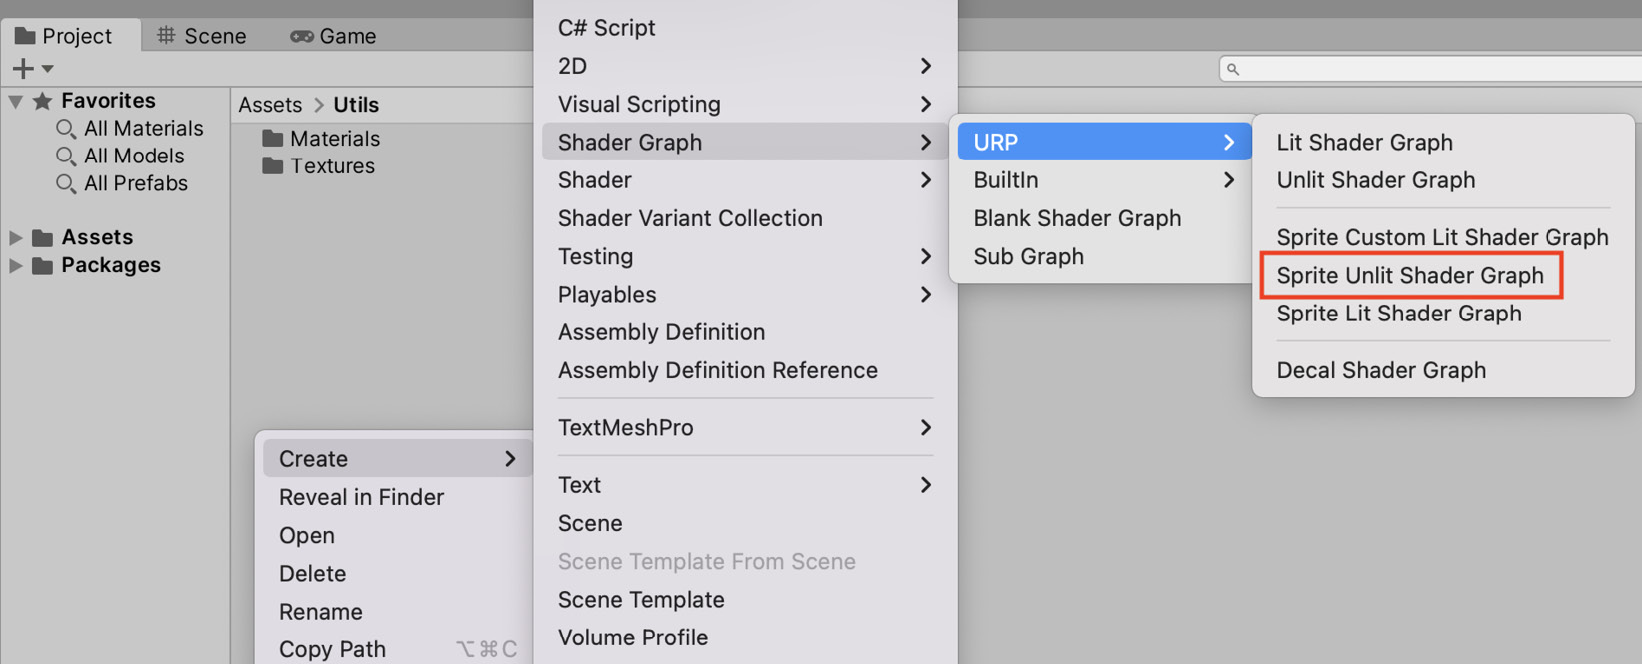 Project
Scene
Game
Favorites
All Materials
All Models
All Prefabs
Assets
Packages
Assets > Utils
Materials
Textures
Create
Reveal in Finder
Open
Delete
Rename
Copy Path ⌥⌘C
C# Script
2D
Visual Scripting
Shader Graph
Shader
Shader Variant Collection
Testing
Playables
Assembly Definition
Assembly Definition Reference
TextMeshPro
Text
Scene
Scene Template From Scene
Scene Template
Volume Profile
URP
BuiltIn
Blank Shader Graph
Sub Graph
Lit Shader Graph
Unlit Shader Graph
Sprite Custom Lit Shader Graph
Sprite Unlit Shader Graph
Sprite Lit Shader Graph
Decal Shader Graph